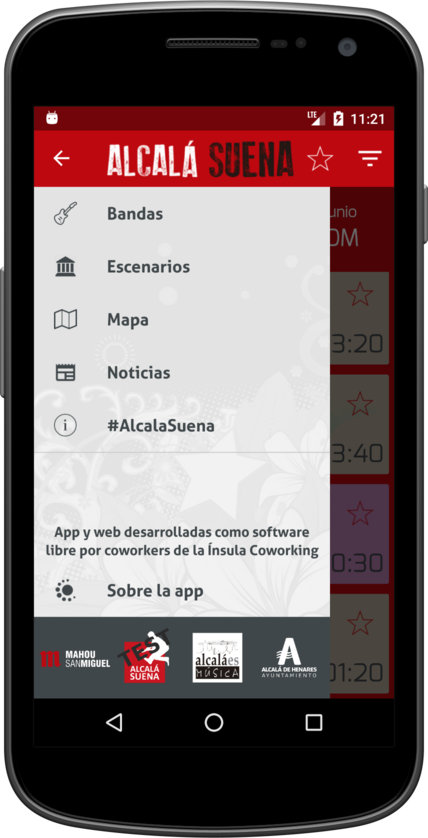 LTE 11:21
ALCALÁ SUENA
Bandas
Escenarios
Mapa
Noticias
#AlcalaSuena
App y web desarrolladas como software
libre por coworkers de la Ínsula Coworking
Sobre la app
MAHOU
SANMIGUEL
TEST
ALCALÁ
SUENA
alcaláes
MÚSICA
ALCALÁ DE HENARES
AYUNTAMIENTO
unio
OM
3:20
3:40
0:30
01:20